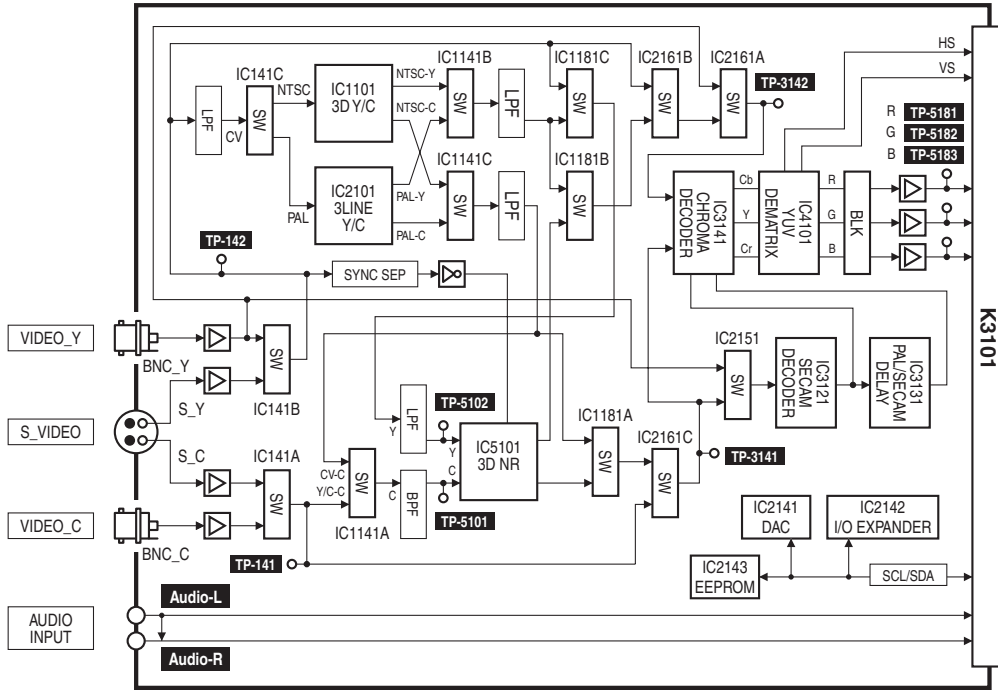 HS
VS
IC1141B
IC1181C
IC2161B
IC2161A
TP-3142
IC141C
NTSC
IC1101
3D Y/C
NTSC-Y
NTSC-C
SW
LPF
SW
SW
SW
LPF
CV
SW
R TP-5181
G TP-5182
B TP-5183
IC1141C
IC1181B
IC2101
3LINE
Y/C
PAL
PAL-Y
PAL-C
SW
LPF
SW
IC3141
CHROMA
DECODER
Cb
Y
Cr
IC4101
YUV
DEMATRIX
R
G
B
BLK
TP-142
SYNC SEP
K3101
VIDEO_Y
BNC_Y
SW
IC141B
IC2151
SW
IC3121
SECAM
DECODER
IC3131
PAL/SECAM
DELAY
S_Y
S_VIDEO
S_C
IC141A
SW
LPF
Y
TP-5102
Y
C
IC5101
3D NR
IC1181A
SW
IC2161C
SW
TP-3141
CV-C
Y/C-C
SW
IC1141A
C
BPF
TP-5101
VIDEO_C
BNC_C
TP-141
IC2141
DAC
IC2142
I/O EXPANDER
IC2143
EEPROM
SCL/SDA
AUDIO
INPUT
Audio-L
Audio-R